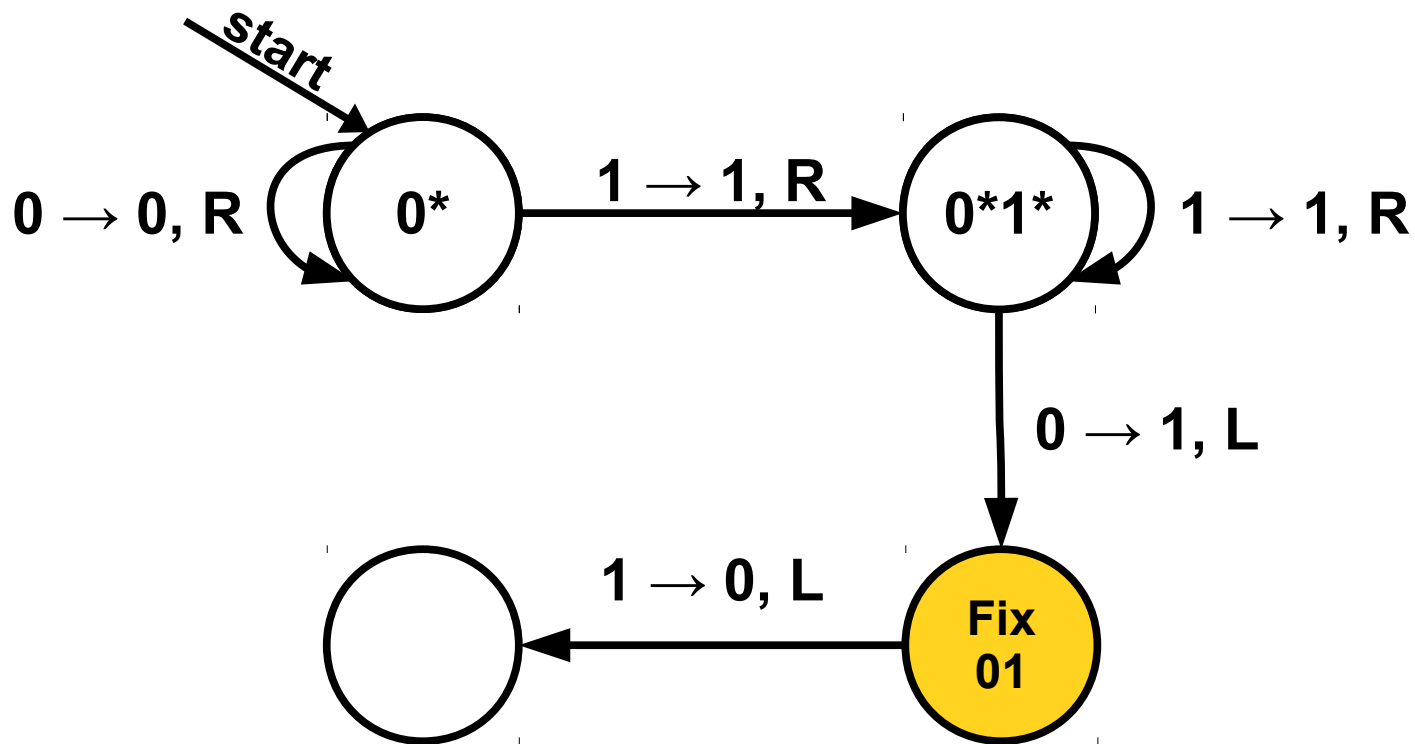 start
0 → 0, R
0*
1 → 1, R
0*1*
1 → 1, R
0 → 1, L
1 → 0, L
Fix
01